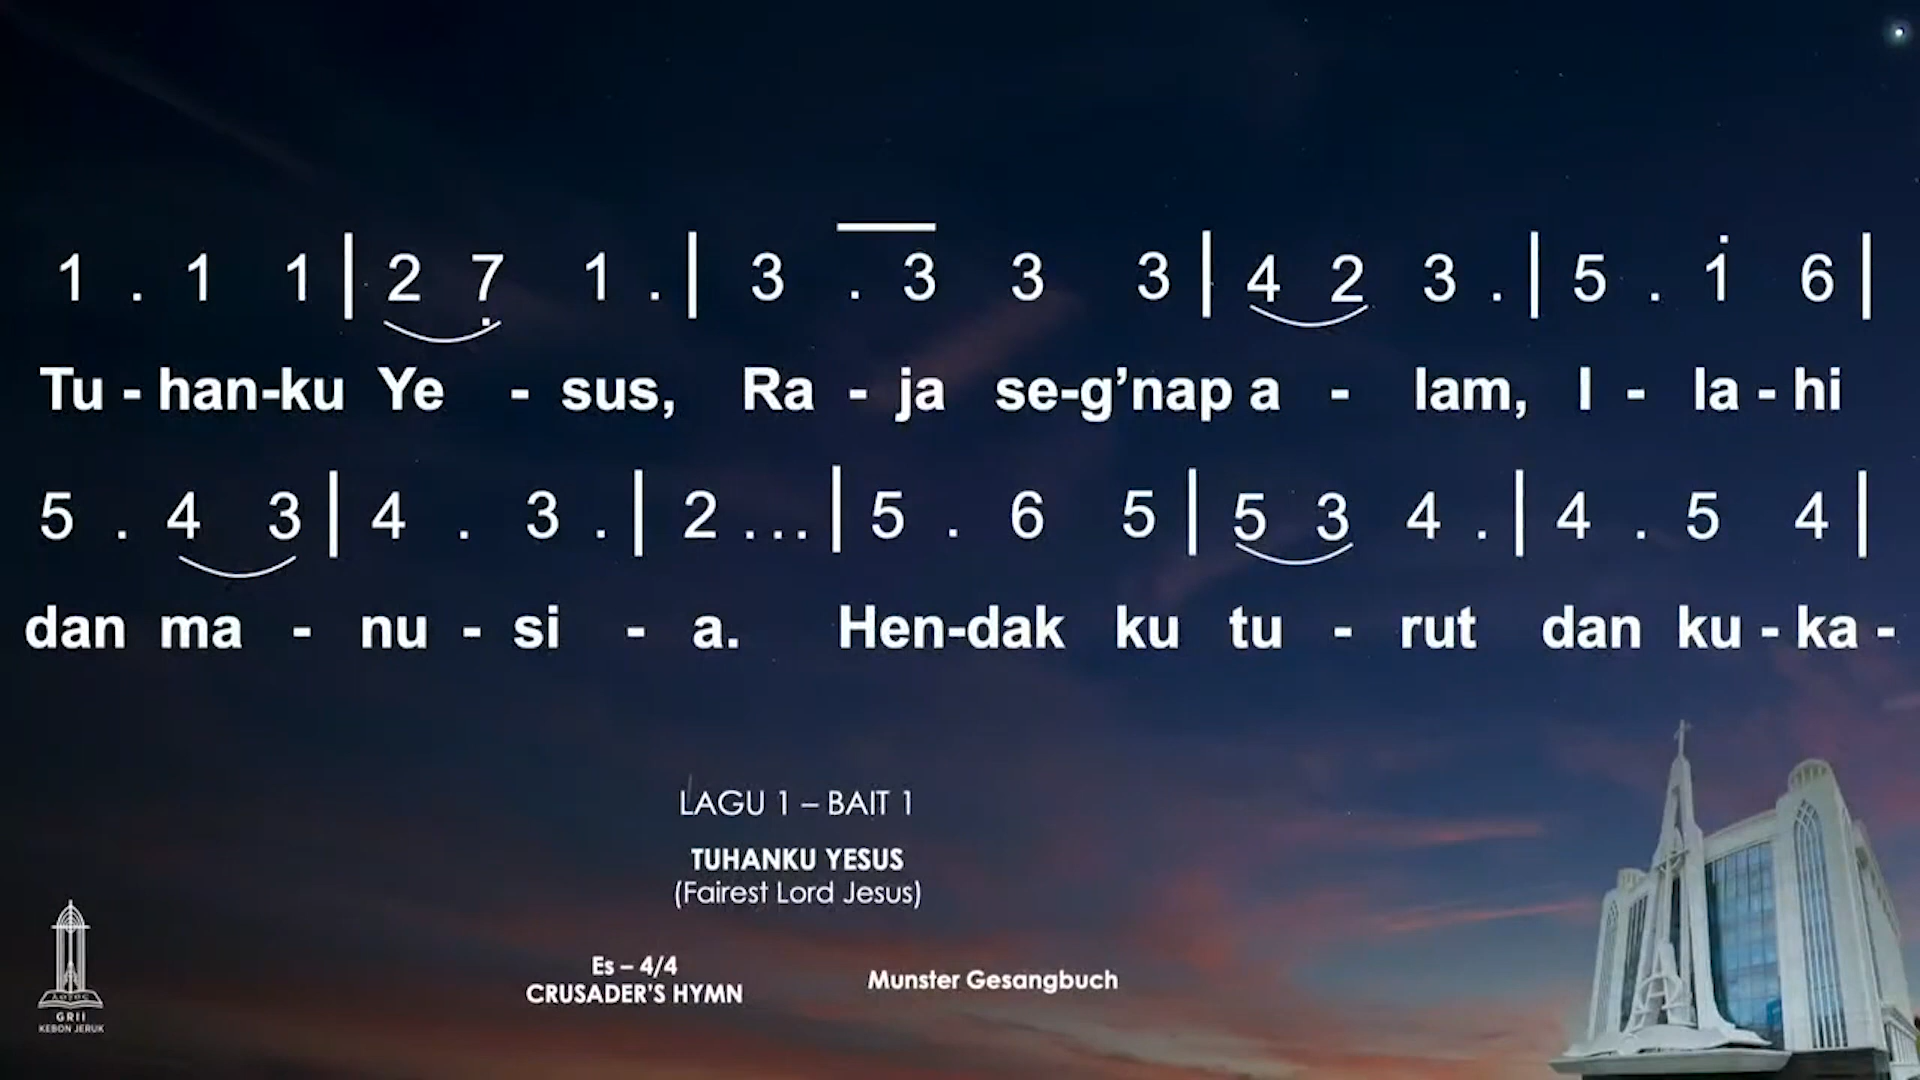 1 . 1 1 | 2 7̣ 1 . | 3 . 3 3 3 | 4 2 3 . | 5 . 1̇ 6 |
Tu - han-ku Ye - sus, Ra - ja se-g’nap a - lam, I - la - hi
5 . 4 3 | 4 . 3 . | 2 . . . | 5 . 6 5 | 5 3 4 . | 4 . 5 4 |
dan ma - nu - si - a. Hen-dak ku tu - rut dan ku - ka -
LAGU 1 – BAIT 1
TUHANKU YESUS
(Fairest Lord Jesus)
Es – 4/4
CRUSADER'S HYMN
Munster Gesangbuch
GRII
KEBON JERUK